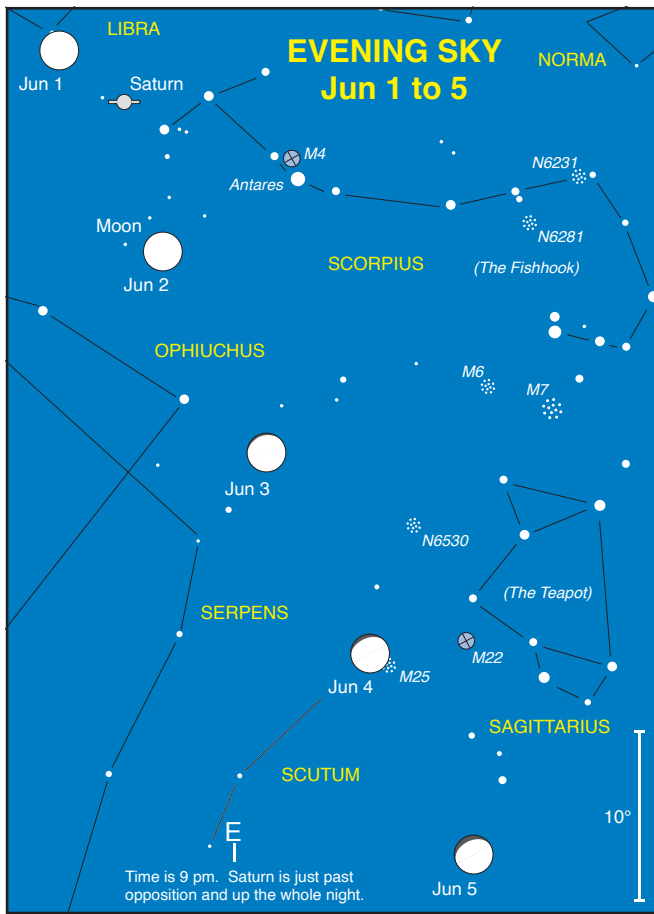 LIBRA
EVENING SKY
Jun 1 to 5
NORMA
Jun 1
Saturn
M4
N6231
Antares
Moon
N6281
SCORPIUS
(The Fishhook)
Jun 2
OPHIUCHUS
M6
M7
Jun 3
N6530
(The Teapot)
SERPENS
M22
Jun 4
M25
SAGITTARIUS
SCUTUM
10°
E
Time is 9 pm. Saturn is just past
opposition and up the whole night.
Jun 5